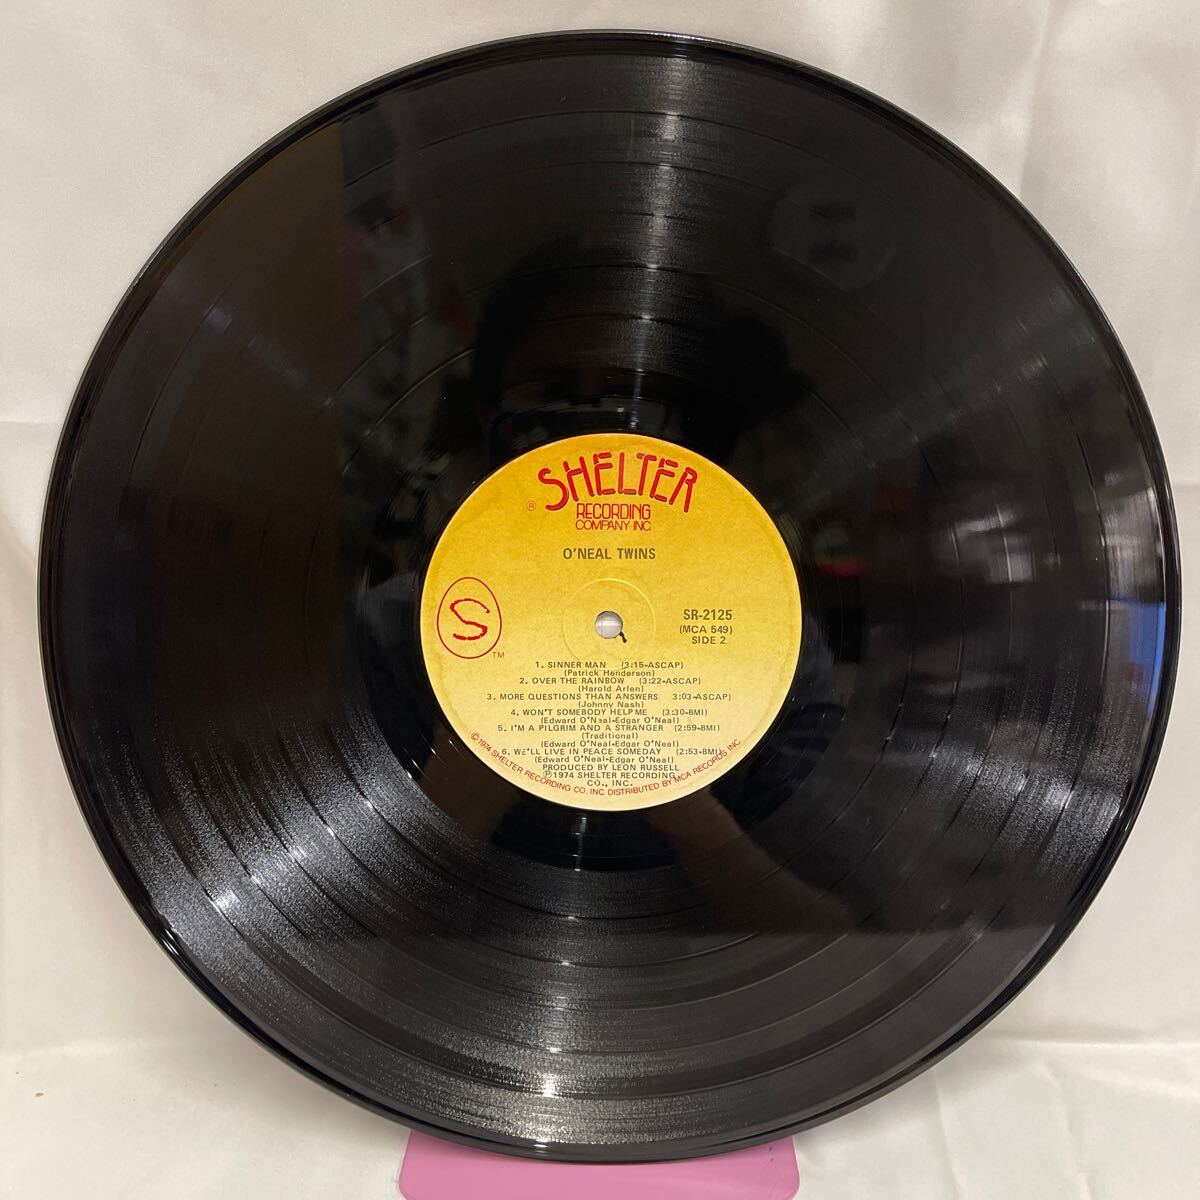 SHELTER
®
RECORDING
COMPANY INC.
O'NEAL TWINS
S
TM
SR-2125
(MCA 549)
SIDE 2
1. SINNER MAN (3:15-ASCAP)
(Patrick Henderson)
2. OVER THE RAINBOW (3:22-ASCAP)
(Harold Arlen)
3. MORE QUESTIONS THAN ANSWERS 3:03-ASCAP)
(Johnny Nash)
4. WON'T SOMEBODY HELP ME (3:30-BMI)
(Edward O'Neal-Edgar O'Neal)
5. I'M A PILGRIM AND A STRANGER (2:59-BMI)
(Traditional)
(Edward O'Neal-Edgar O'Neal)
6. WE'LL LIVE IN PEACE SOMEDAY (2:53-BMI)
(Edward O'Neal-Edgar O'Neal)
PRODUCED BY LEON RUSSELL
℗1974 SHELTER RECORDING
CO., INC.
©1974 SHELTER RECORDING CO. INC DISTRIBUTED BY MCA RECORDS INC